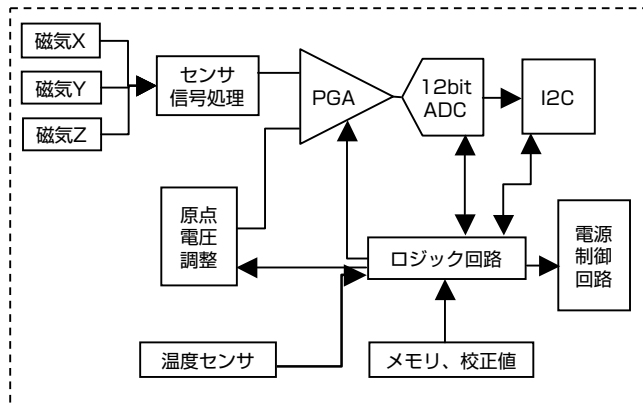 磁気X
磁気Y
磁気Z
センサ
信号処理
PGA
12bit
ADC
I2C
原点
電圧
調整
ロジック回路
電源
制御
回路
温度センサ
メモリ、校正値